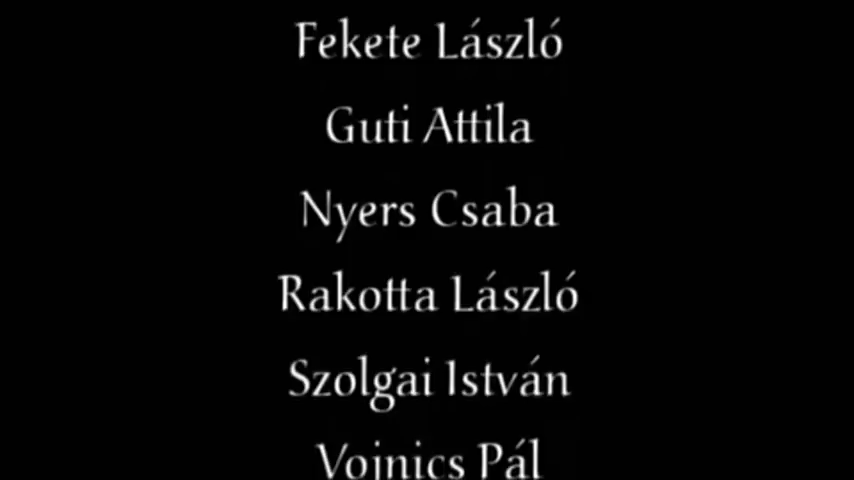 Fekete László
Guti Attila
Nyers Csaba
Rakotta László
Szolgai István
Vojnics Pál